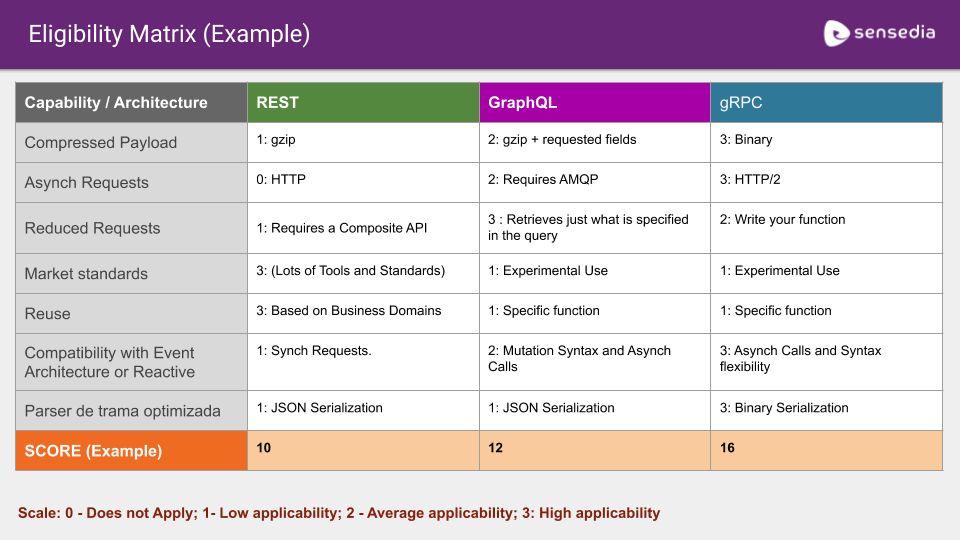 Eligibility Matrix (Example)
sensedia
Capability / Architecture
REST
GraphQL
gRPC
Compressed Payload
1: gzip
2: gzip + requested fields
3: Binary
Asynch Requests
0: HTTP
2: Requires AMQP
3: HTTP/2
Reduced Requests
1: Requires a Composite API
3 : Retrieves just what is specified
in the query
2: Write your function
Market standards
3: (Lots of Tools and Standards)
1: Experimental Use
1: Experimental Use
Reuse
3: Based on Business Domains
1: Specific function
1: Specific function
Compatibility with Event
Architecture or Reactive
1: Synch Requests.
2: Mutation Syntax and Asynch
Calls
3: Asynch Calls and Syntax
flexibility
Parser de trama optimizada
1: JSON Serialization
1: JSON Serialization
3: Binary Serialization
SCORE (Example)
10
12
16
Scale: 0 - Does not Apply; 1- Low applicability; 2 - Average applicability; 3: High applicability